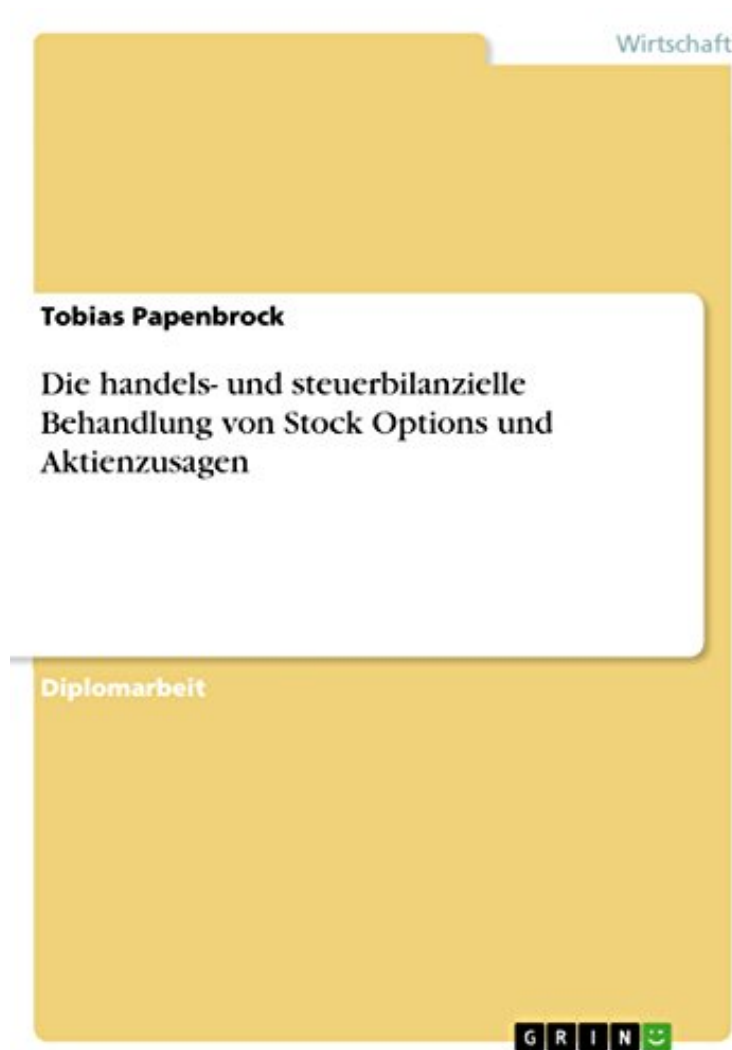 Wirtschaft
Tobias Papenbrock
Die handels- und steuerbilanzielle
Behandlung von Stock Options und
Aktienzusagen
Diplomarbeit
GRIN